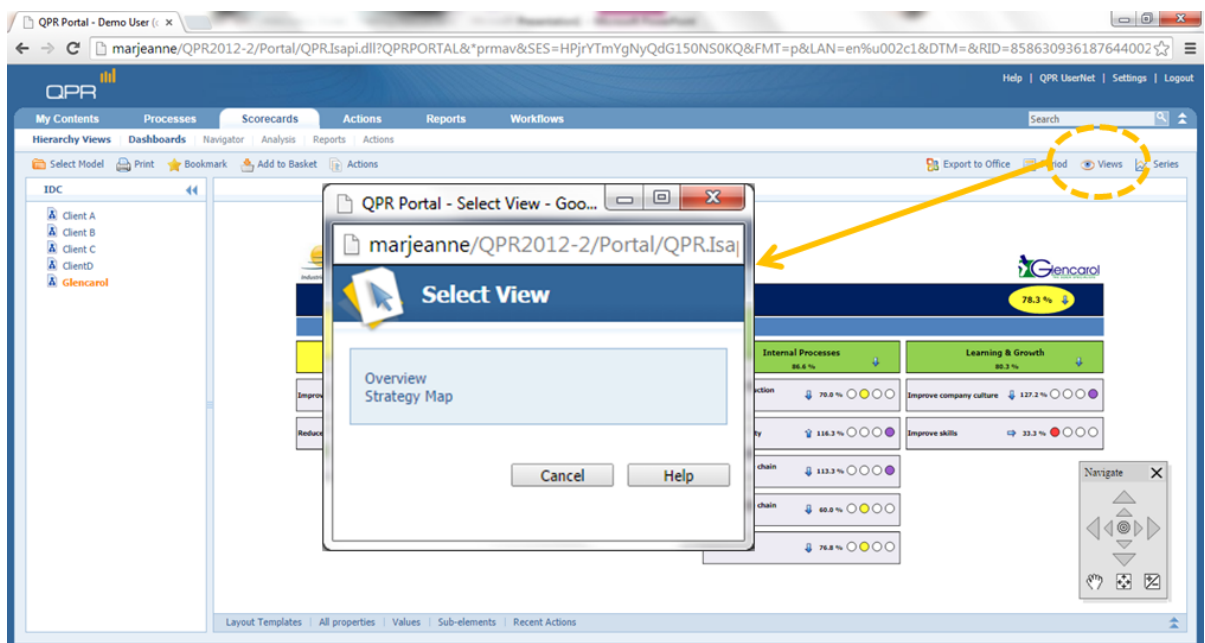 QPR Portal - Demo User (c
marjeanne/QPR2012-2/Portal/QPR.Isapi.dll?QPRPORTAL&*prmav&SES=HPjrYTmYgNyQdG150NS0KQ&FMT=p&LAN=en%u002c1&DTM=&RID=858630936187644002
QPR
Help | QPR UserNet | Settings | Logout
My Contents Processes Scorecards Actions Reports Workflows Search
Hierarchy Views Dashboards Navigator Analysis Reports Actions
Select Model Print Bookmark Add to Basket Actions Export to Office Period Views Series
IDC
Client A
Client B
Client C
ClientD
Glencarol
QPR Portal - Select View - Goo...
marjeanne/QPR2012-2/Portal/QPR.Isap
Select View
Overview
Strategy Map
Cancel Help
Glencarol
78.3 %
Internal Processes
86.6 %
Learning & Growth
80.3 %
Improv
ction 70.0 %
Improve company culture 127.2 %
Reduce
ty 116.3 %
Improve skills 33.3 %
chain 113.3 %
chain 60.0 %
76.8 %
Navigate
Layout Templates | All properties | Values | Sub-elements | Recent Actions